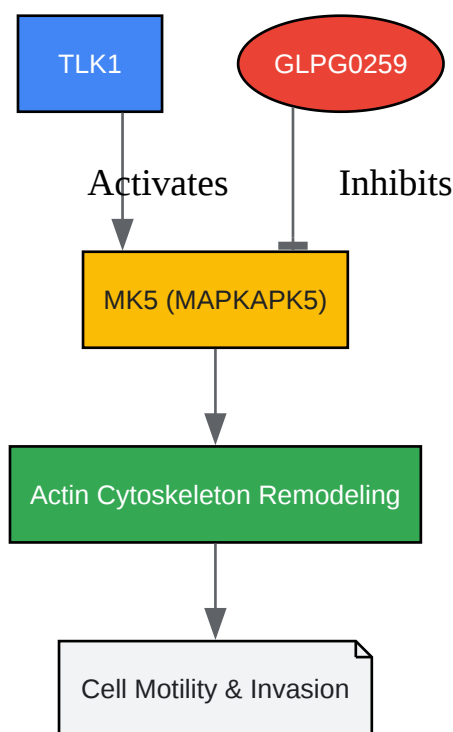 TLK1
GLPG0259
Activates
Inhibits
MK5 (MAPKAPK5)
Actin Cytoskeleton Remodeling
Cell Motility & Invasion